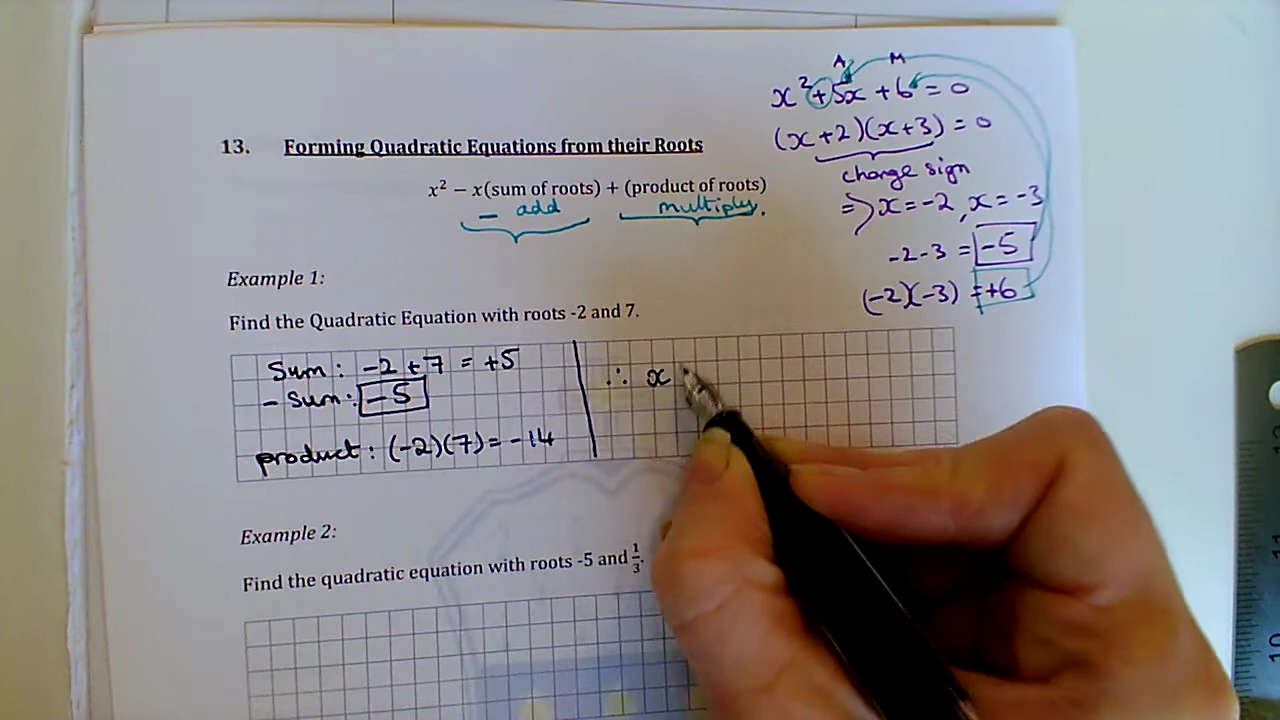 13. Forming Quadratic Equations from their Roots
x² − x(sum of roots) + (product of roots)
− add multiply.
A M
x² + 5x + 6 = 0
(x + 2)(x + 3) = 0
change sign
⇒ x = -2, x = -3
-2 - 3 = -5
(-2)(-3) = +6
Example 1:
Find the Quadratic Equation with roots -2 and 7.
Sum: -2 + 7 = +5
- Sum: -5
product: (-2)(7) = -14
∴ x
Example 2:
Find the quadratic equation with roots -5 and 1/3.
10